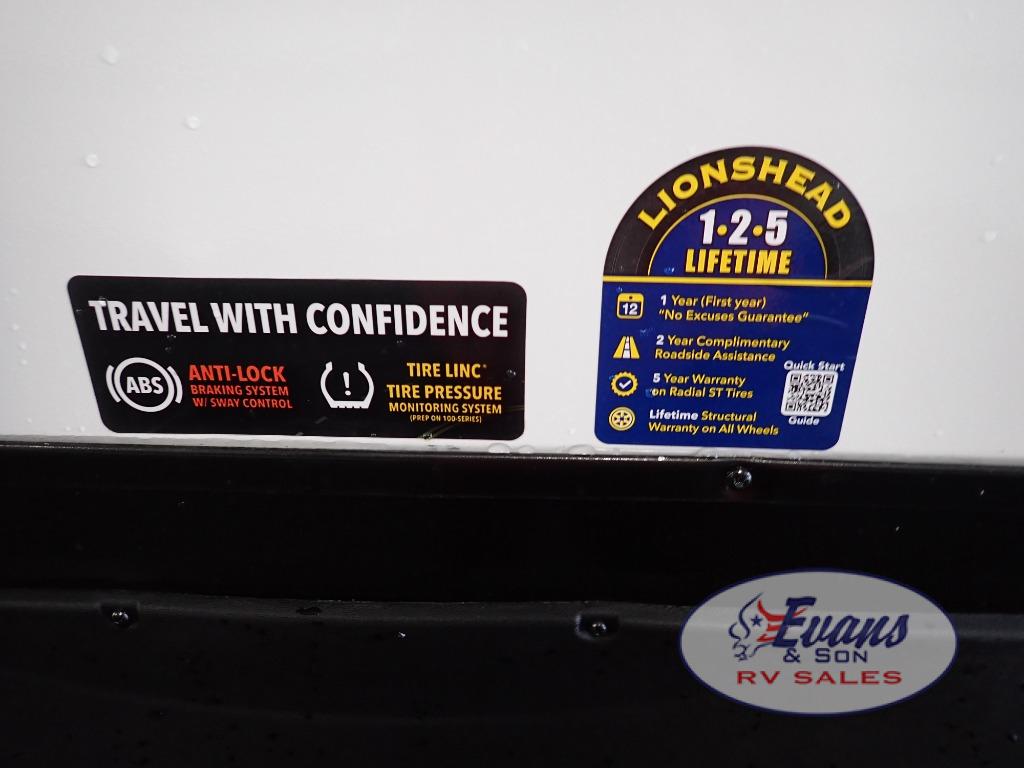 TRAVEL WITH CONFIDENCE
ABS
ANTI-LOCK
BRAKING SYSTEM
W/ SWAY CONTROL
TIRE LINC®
TIRE PRESSURE
MONITORING SYSTEM
(PREP ON 100-SERIES)
LIONSHEAD
1•2•5
LIFETIME
12
1 Year (First year)
"No Excuses Guarantee"
2 Year Complimentary
Roadside Assistance
5 Year Warranty
on Radial ST Tires
Lifetime Structural
Warranty on All Wheels
Quick Start
Guide
Evans
& SON
RV SALES